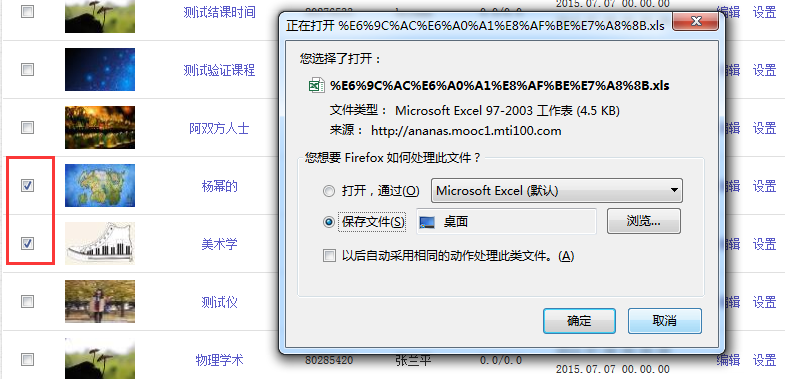 测试结课时间
2015.07.07 00.00.00
编辑 设置
正在打开 %E6%9C%AC%E6%A0%A1%E8%AF%BE%E7%A8%8B.xls
您选择了打开：
%E6%9C%AC%E6%A0%A1%E8%AF%BE%E7%A8%8B.xls
文件类型： Microsoft Excel 97-2003 工作表 (4.5 KB)
来源： http://ananas.mooc1.mti100.com
您想要 Firefox 如何处理此文件？
打开，通过(O) Microsoft Excel (默认)
保存文件(S) 桌面 浏览...
以后自动采用相同的动作处理此类文件。(A)
确定 取消
测试验证课程 编辑 设置
阿双方人士 编辑 设置
杨幂的 编辑 设置
美术学 编辑 设置
测试仪 编辑 设置
物理学术 80285420 张兰平 0.0/0.0 编辑 设置
2015.07.07 00.00.00